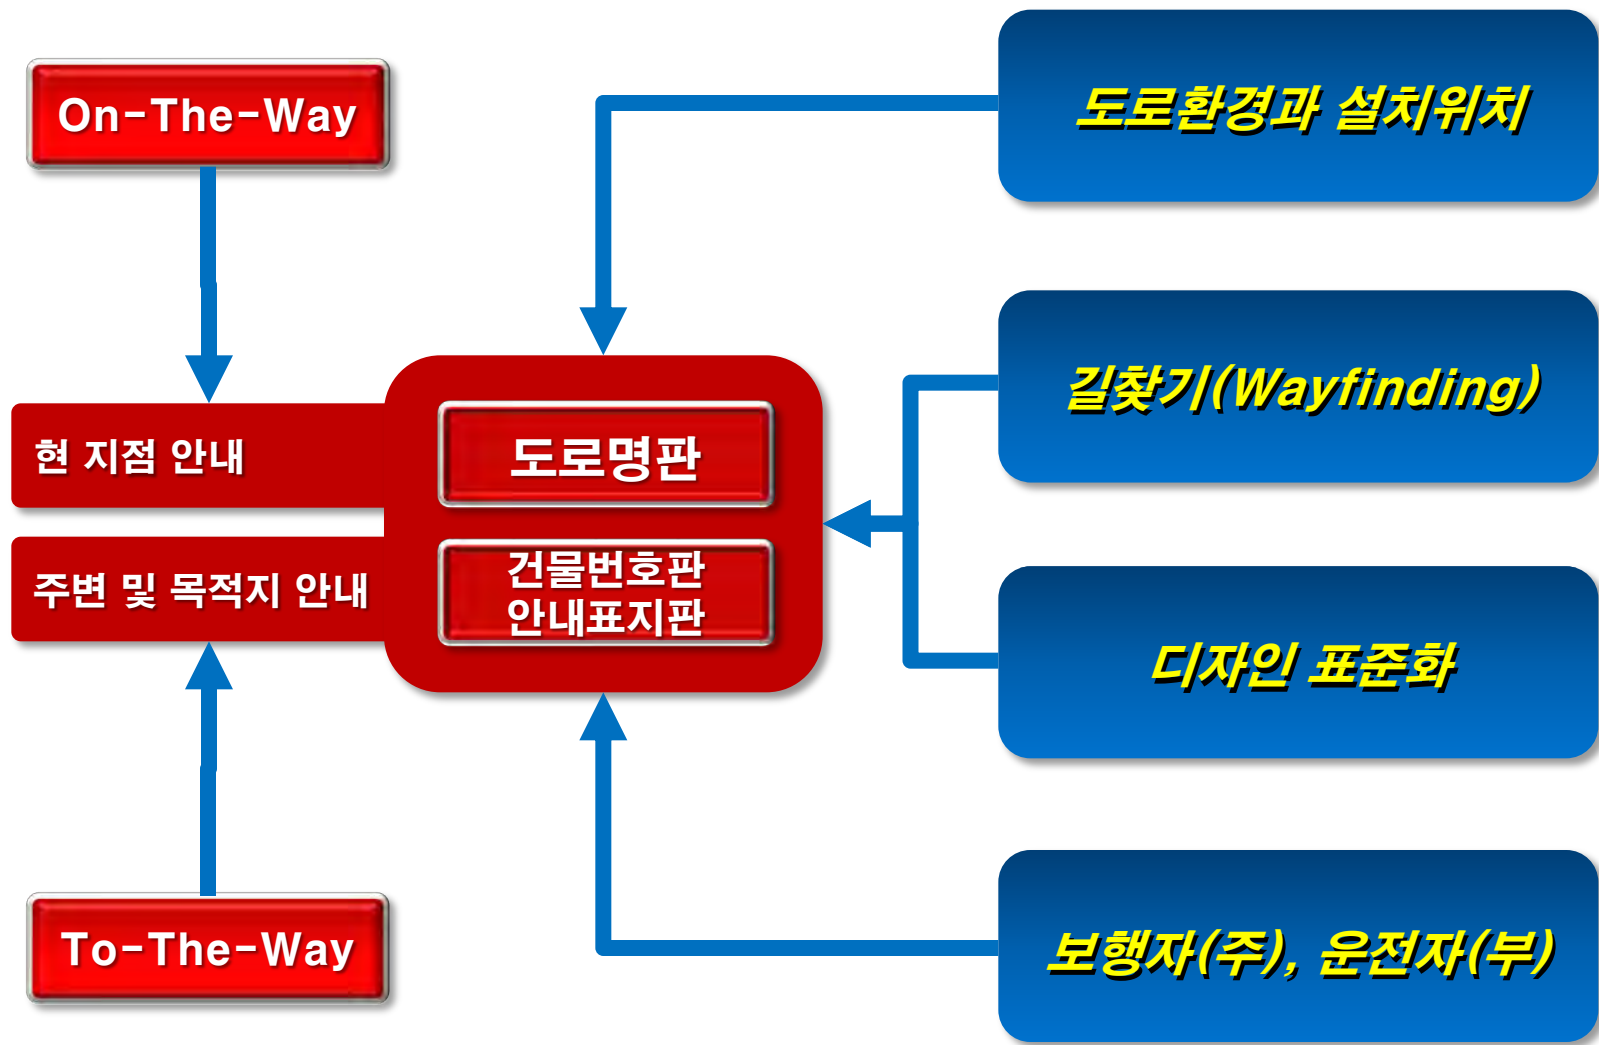 On-The-Way
도로환경과 설치위치
길찾기(Wayfinding)
현 지점 안내
도로명판
주변 및 목적지 안내
건물번호판
안내표지판
디자인 표준화
To-The-Way
보행자(주), 운전자(부)